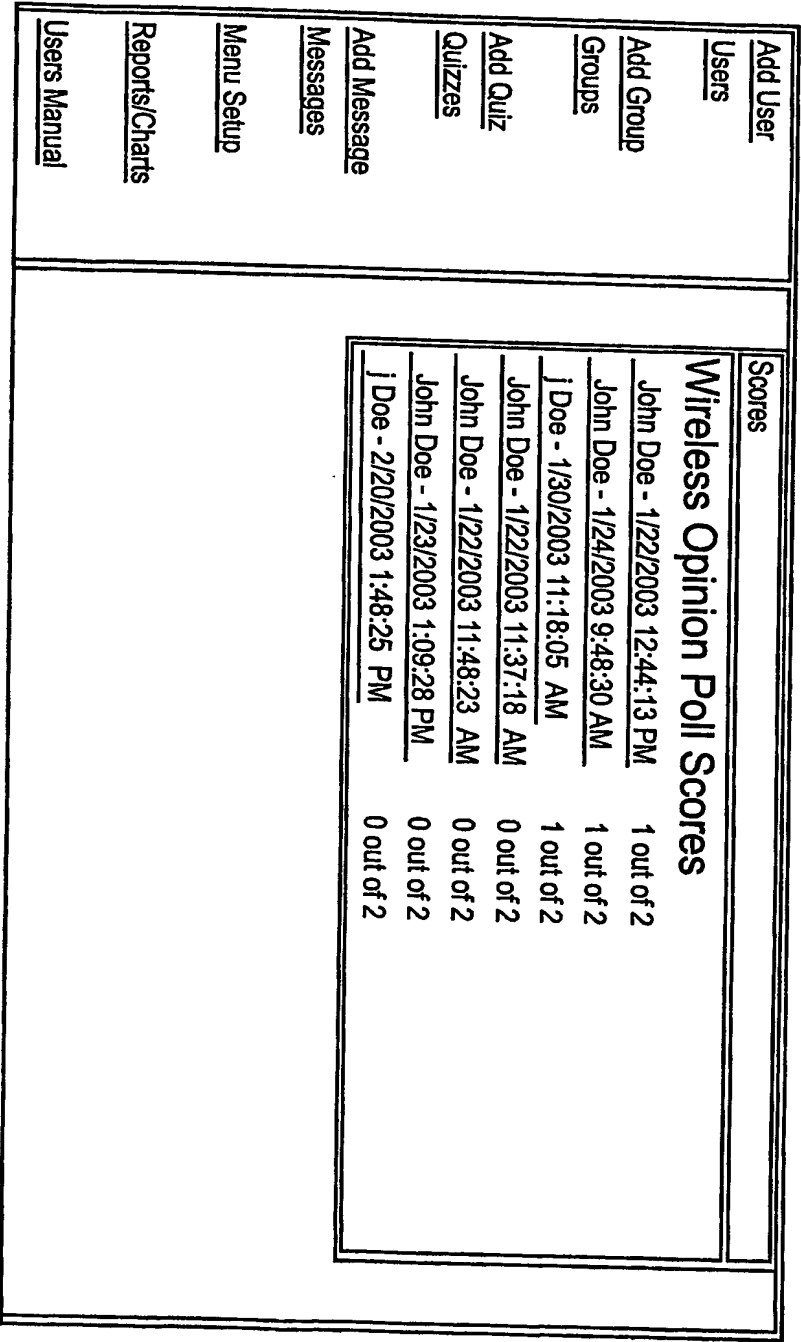 Add User
Users
Add Group
Groups
Add Quiz
Quizzes
Add Message
Messages
Menu Setup
Reports/Charts
Users Manual
Scores
Wireless Opinion Poll Scores
John Doe - 1/22/2003 12:44:13 PM 1 out of 2
John Doe - 1/24/2003 9:48:30 AM 1 out of 2
j Doe - 1/30/2003 11:18:05 AM 1 out of 2
John Doe - 1/22/2003 11:37:18 AM 0 out of 2
John Doe - 1/22/2003 11:48:23 AM 0 out of 2
John Doe - 1/23/2003 1:09:28 PM 0 out of 2
j Doe - 2/20/2003 1:48:25 PM 0 out of 2